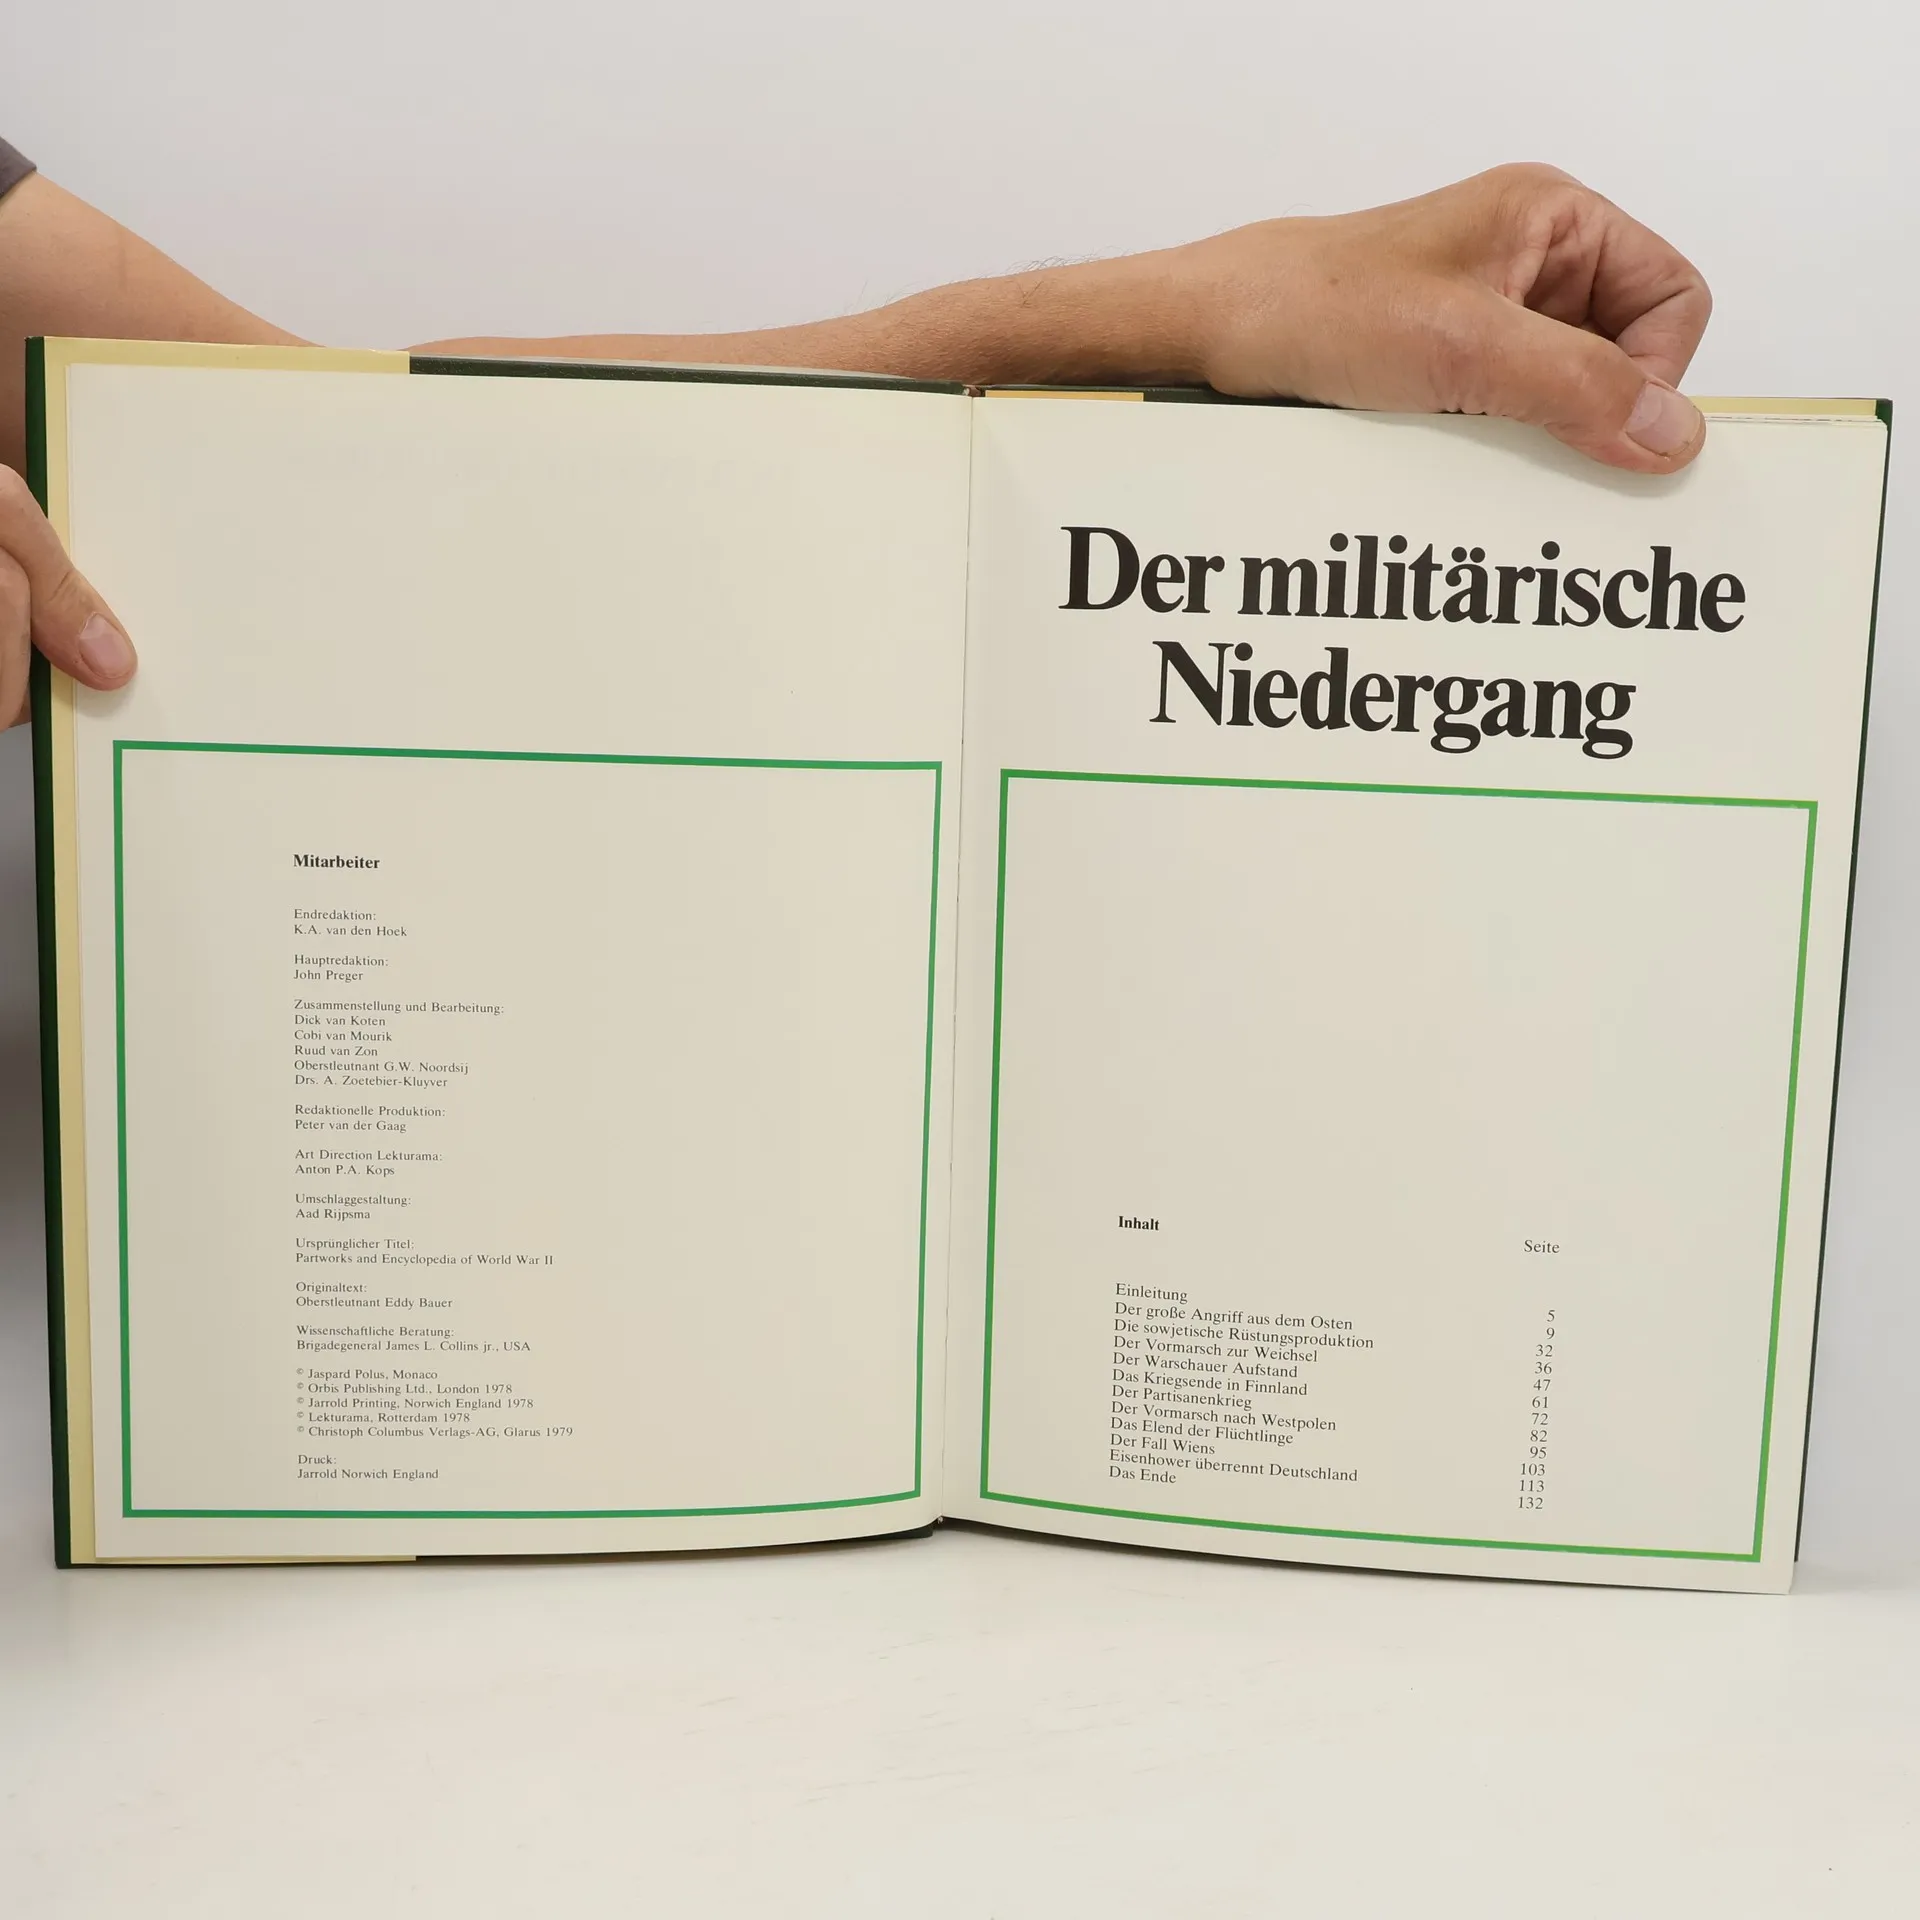 Mitarbeiter
Endredaktion:
K.A. van den Hoek
Hauptredaktion:
John Preger
Zusammenstellung und Bearbeitung:
Dick van Koten
Cobi van Mourik
Ruud van Zon
Oberstleutnant G.W. Noordsij
Drs. A. Zoetebier-Kluyver
Redaktionelle Produktion:
Peter van der Gaag
Art Direction Lekturama:
Anton P.A. Kops
Umschlaggestaltung:
Aad Rijpsma
Ursprünglicher Titel:
Partworks and Encyclopedia of World War II
Originaltext:
Oberstleutnant Eddy Bauer
Wissenschaftliche Beratung:
Brigadegeneral James L. Collins jr., USA
© Jaspard Polus, Monaco
© Orbis Publishing Ltd., London 1978
© Jarrold Printing, Norwich England 1978
© Lekturama, Rotterdam 1978
© Christoph Columbus Verlags-AG, Glarus 1979
Druck:
Jarrold Norwich England
Der militärische
Niedergang
Inhalt
Seite
Einleitung 5
Der große Angriff aus dem Osten 9
Die sowjetische Rüstungsproduktion 32
Der Vormarsch zur Weichsel 36
Der Warschauer Aufstand 47
Das Kriegsende in Finnland 61
Der Partisanenkrieg 72
Der Vormarsch nach Westpolen 82
Das Elend der Flüchtlinge 95
Der Fall Wiens 103
Eisenhower überrennt Deutschland 113
Das Ende 132